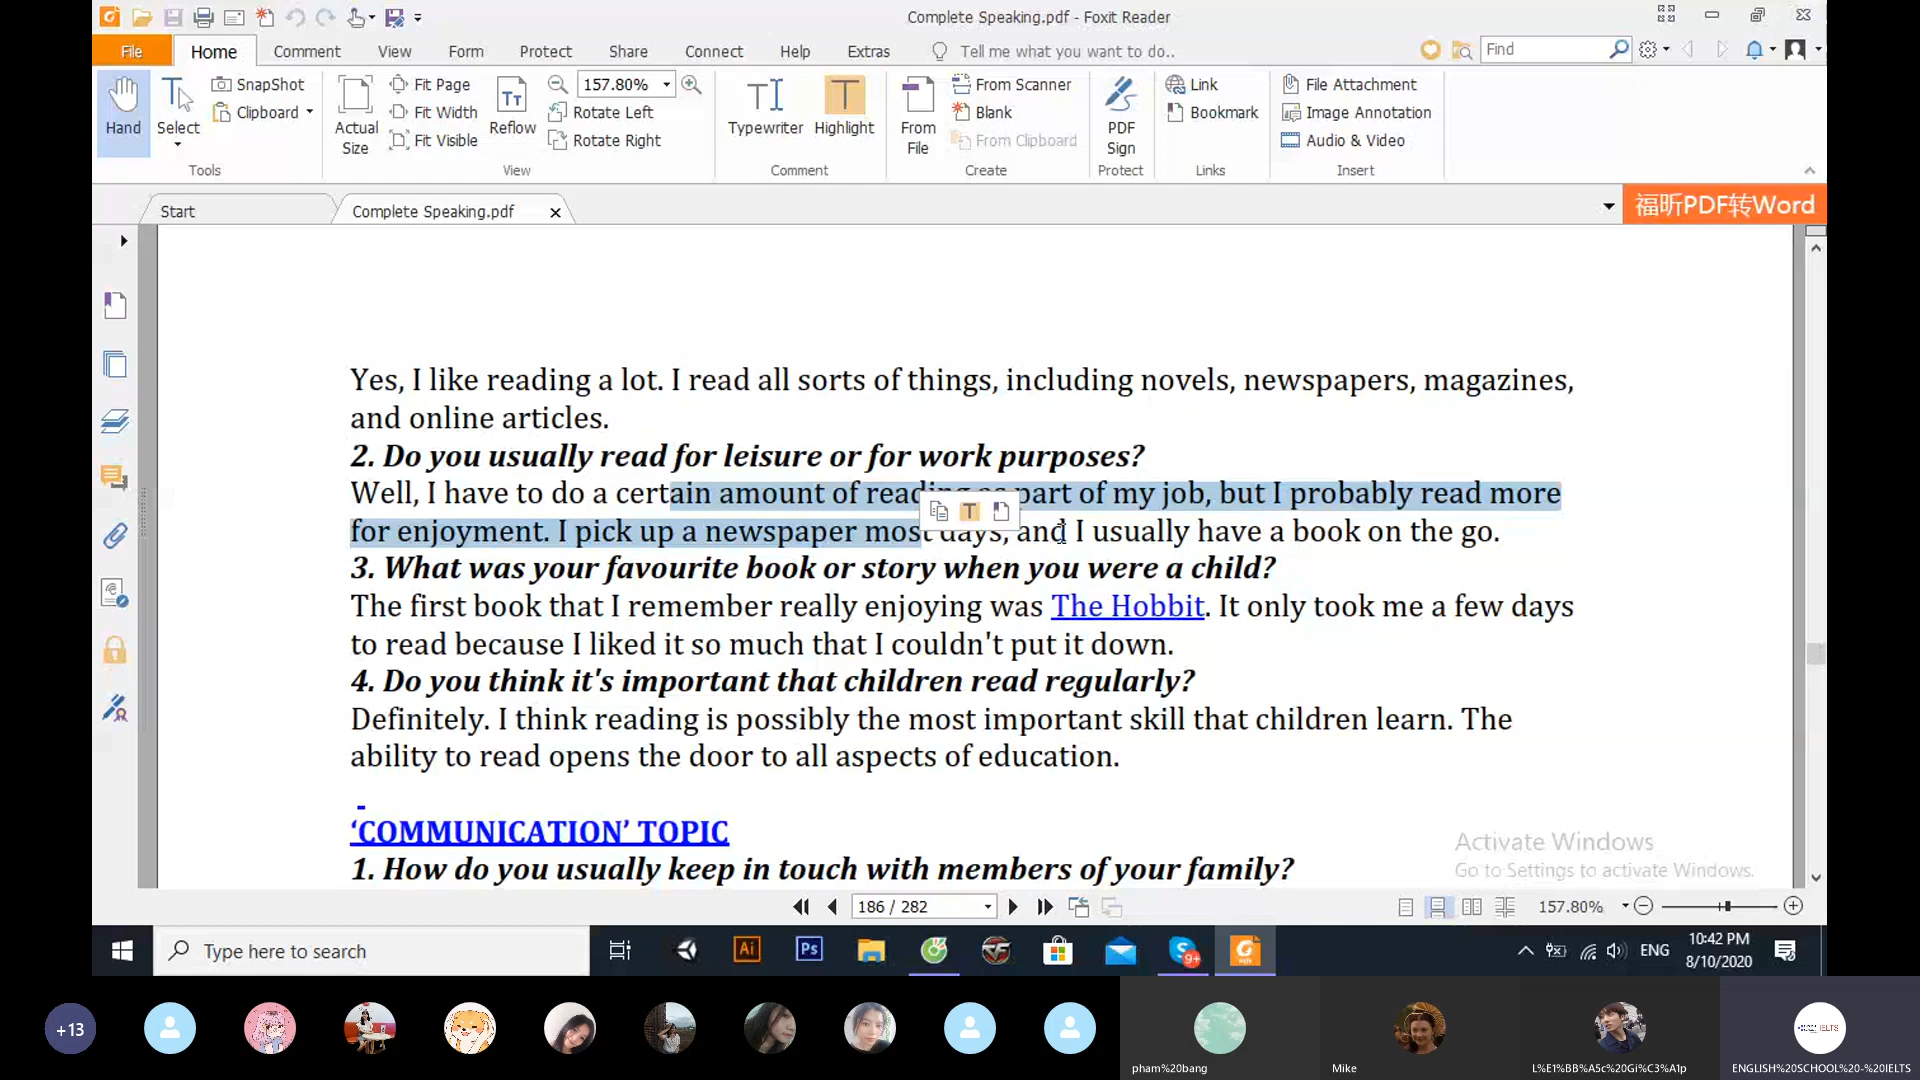 Complete Speaking.pdf - Foxit Reader
File
Home
Comment
View
Form
Protect
Share
Connect
Help
Extras
Tell me what you want to do..
Find
Hand
Select
SnapShot
Clipboard
Tools
Actual Size
Fit Page
Fit Width
Fit Visible
Reflow
157.80%
Rotate Left
Rotate Right
View
Typewriter
Highlight
Comment
From File
From Scanner
Blank
From Clipboard
Create
PDF Sign
Protect
Link
Bookmark
Links
File Attachment
Image Annotation
Audio & Video
Insert
Start
Complete Speaking.pdf
福昕PDF转Word
Yes, I like reading a lot. I read all sorts of things, including novels, newspapers, magazines,
and online articles.
2. Do you usually read for leisure or for work purposes?
Well, I have to do a certain amount of reading as part of my job, but I probably read more
for enjoyment. I pick up a newspaper most days, and I usually have a book on the go.
3. What was your favourite book or story when you were a child?
The first book that I remember really enjoying was The Hobbit. It only took me a few days
to read because I liked it so much that I couldn't put it down.
4. Do you think it's important that children read regularly?
Definitely. I think reading is possibly the most important skill that children learn. The
ability to read opens the door to all aspects of education.
‘COMMUNICATION’ TOPIC
1. How do you usually keep in touch with members of your family?
Activate Windows
Go to Settings to activate Windows.
186 / 282
157.80%
Type here to search
Ai
Ps
9+
ENG
10:42 PM
8/10/2020
+13
pham%20bang
Mike
L%E1%BB%A5c%20Gi%C3%A1p
ENGLISH%20SCHOOL%20-%20IELTS